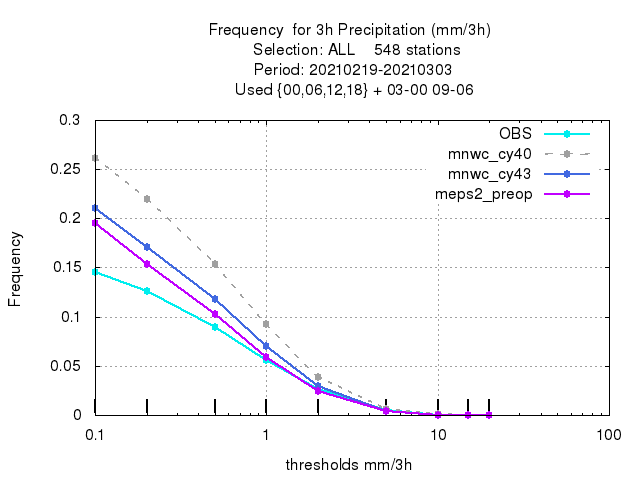 Frequency  for 3h Precipitation (mm/3h)
Selection: ALL    548 stations
Period: 20210219-20210303
Used {00,06,12,18} + 03-00 09-06
0.3
0.25
0.2
0.15
0.1
0.05
0
Frequency
OBS
mnwc_cy40
mnwc_cy43
meps2_preop
0.1
1
10
100
thresholds mm/3h